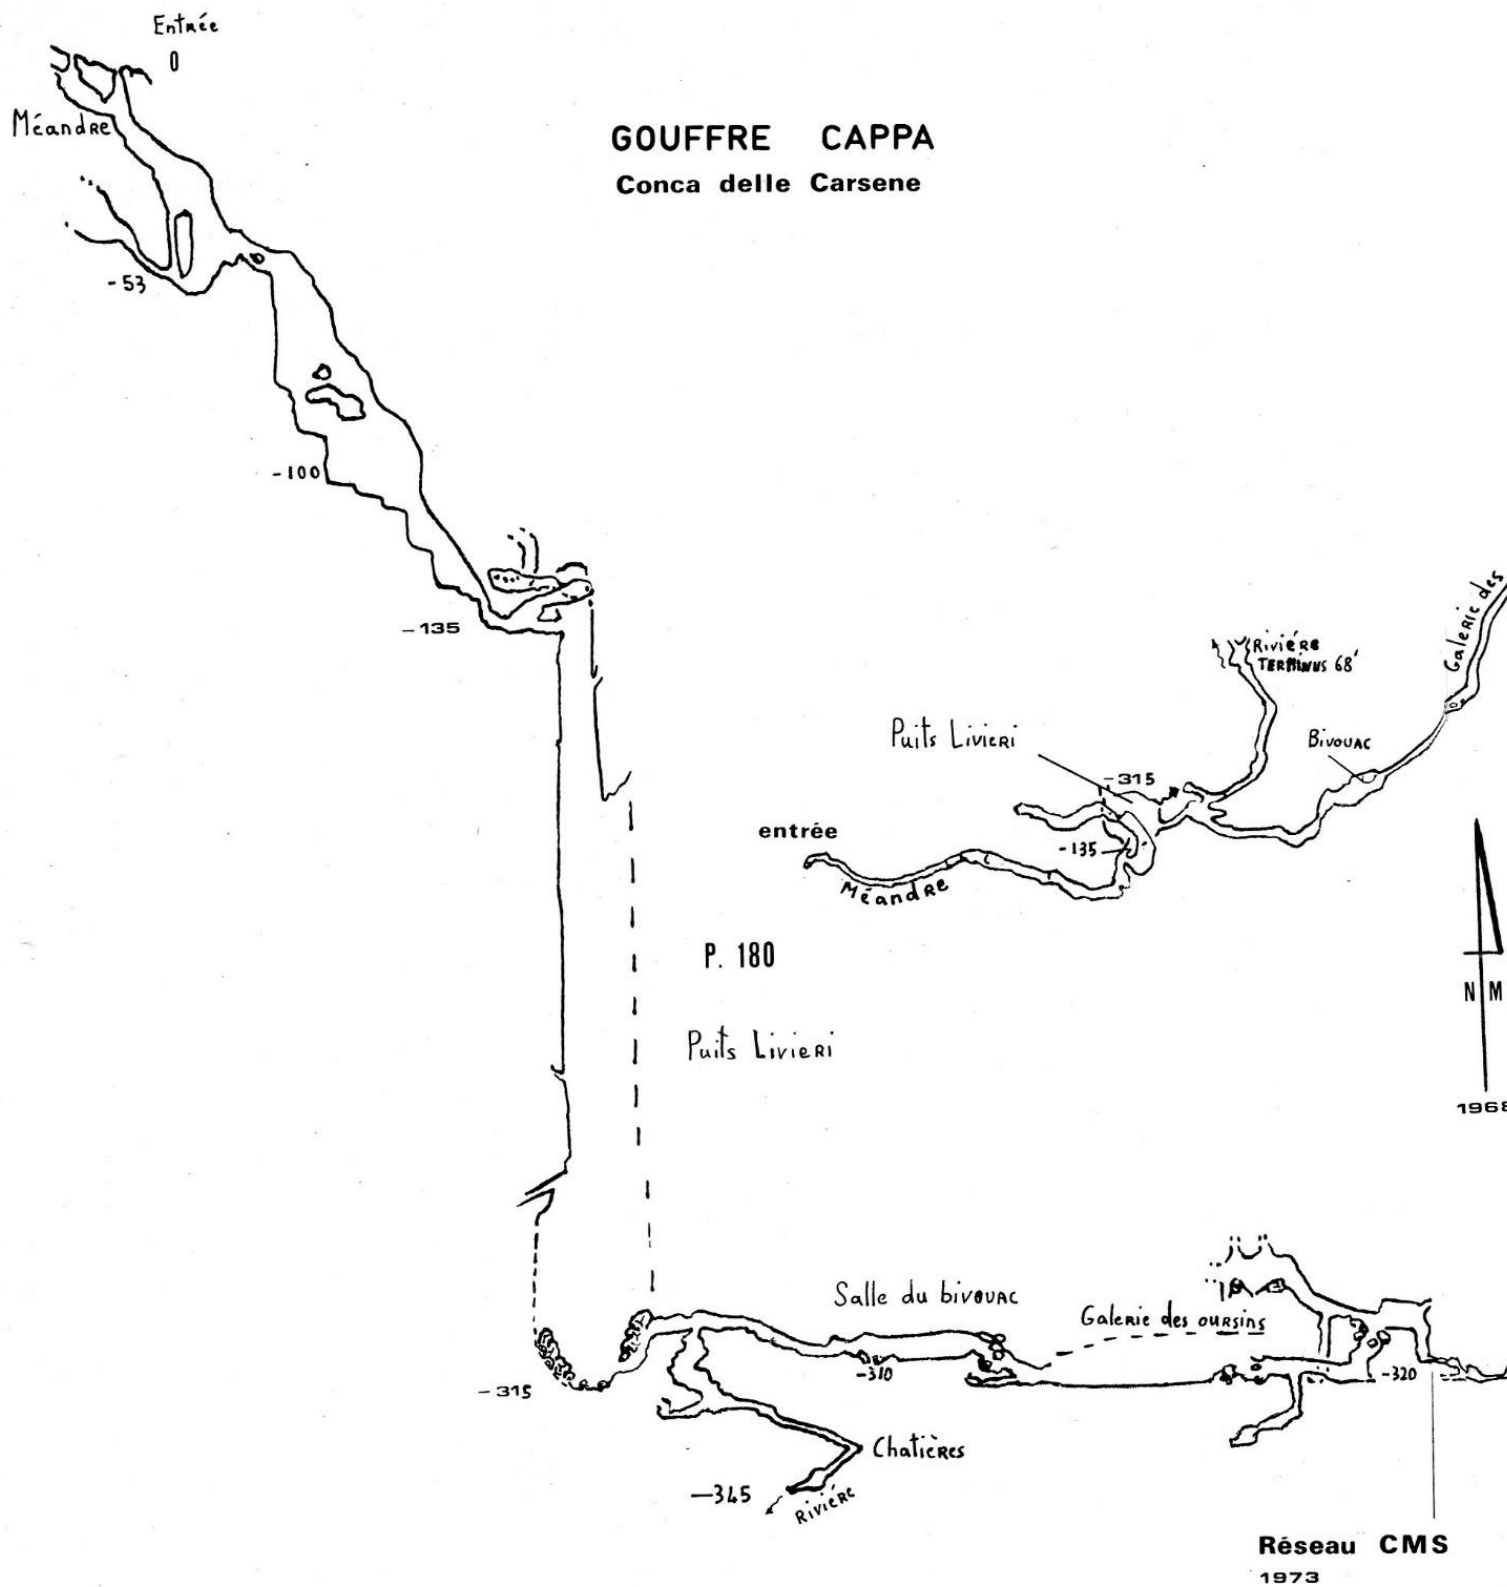 Entrée
0
Méandre
GOUFFRE CAPPA
Conca delle Carsene
-53
-100
-135
Galerie des
Rivière
TERMINUS 68'
Puits Livieri
Bivouac
-315
entrée
-135
Méandre
P. 180
N M
Puits Livieri
1968
Salle du bivouac
Galerie des oursins
-310
-320
-315
Chatières
-345
Rivière
Réseau CMS
1973